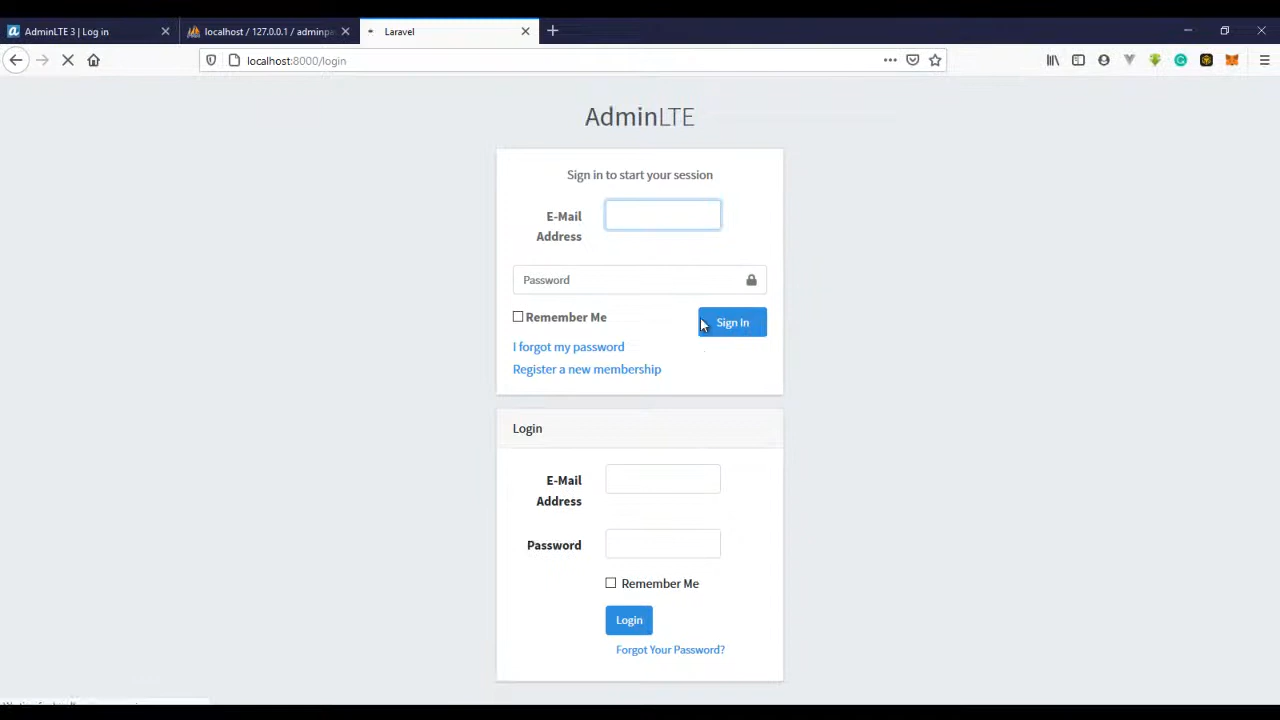 AdminLTE 3 | Log in
localhost / 127.0.0.1 / adminpa
Laravel
localhost:8000/login
AdminLTE
Sign in to start your session
E-Mail
Address
Password
Remember Me
Sign In
I forgot my password
Register a new membership
Login
E-Mail
Address
Password
Remember Me
Login
Forgot Your Password?